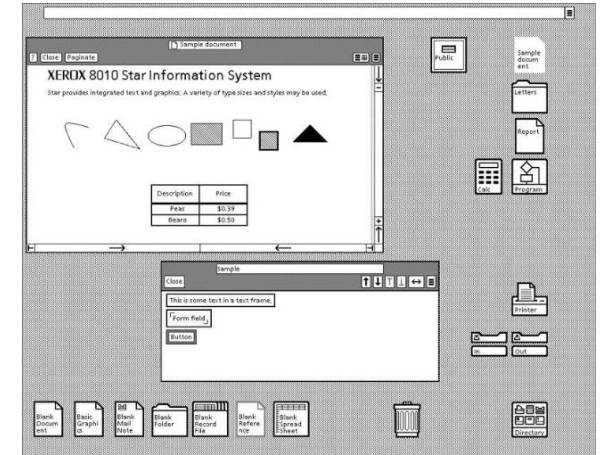 Sample document
? Close Paginate
XEROX 8010 Star Information System
Star provides integrated text and graphics. A variety of type sizes and styles may be used.
Description Price
Peas $0.39
Beans $0.50
Public
Sample
docum
ent
Letters
Report
Calc
Program
Sample
Close
This is some text in a text frame.
Form field
Button
Printer
In
Out
Blank
Docum
ent
Basic
Graphi
cs
Blank
Mail
Note
Blank
Folder
Blank
Record
File
Blank
Refere
nce
Blank
Spread
Sheet
Directory